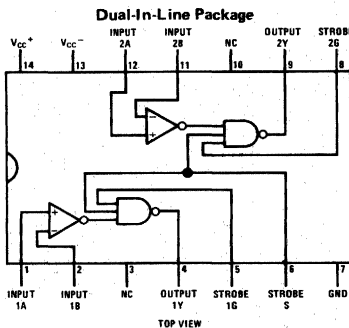 Dual-In-Line Package
VCC+ VCC− INPUT 2A INPUT 2B NC OUTPUT 2Y STROBE 2G
14 13 12 11 10 9 8
− +
+ −
1 2 3 4 5 6 7
INPUT 1A INPUT 1B NC OUTPUT 1Y STROBE 1G STROBE S GND
TOP VIEW